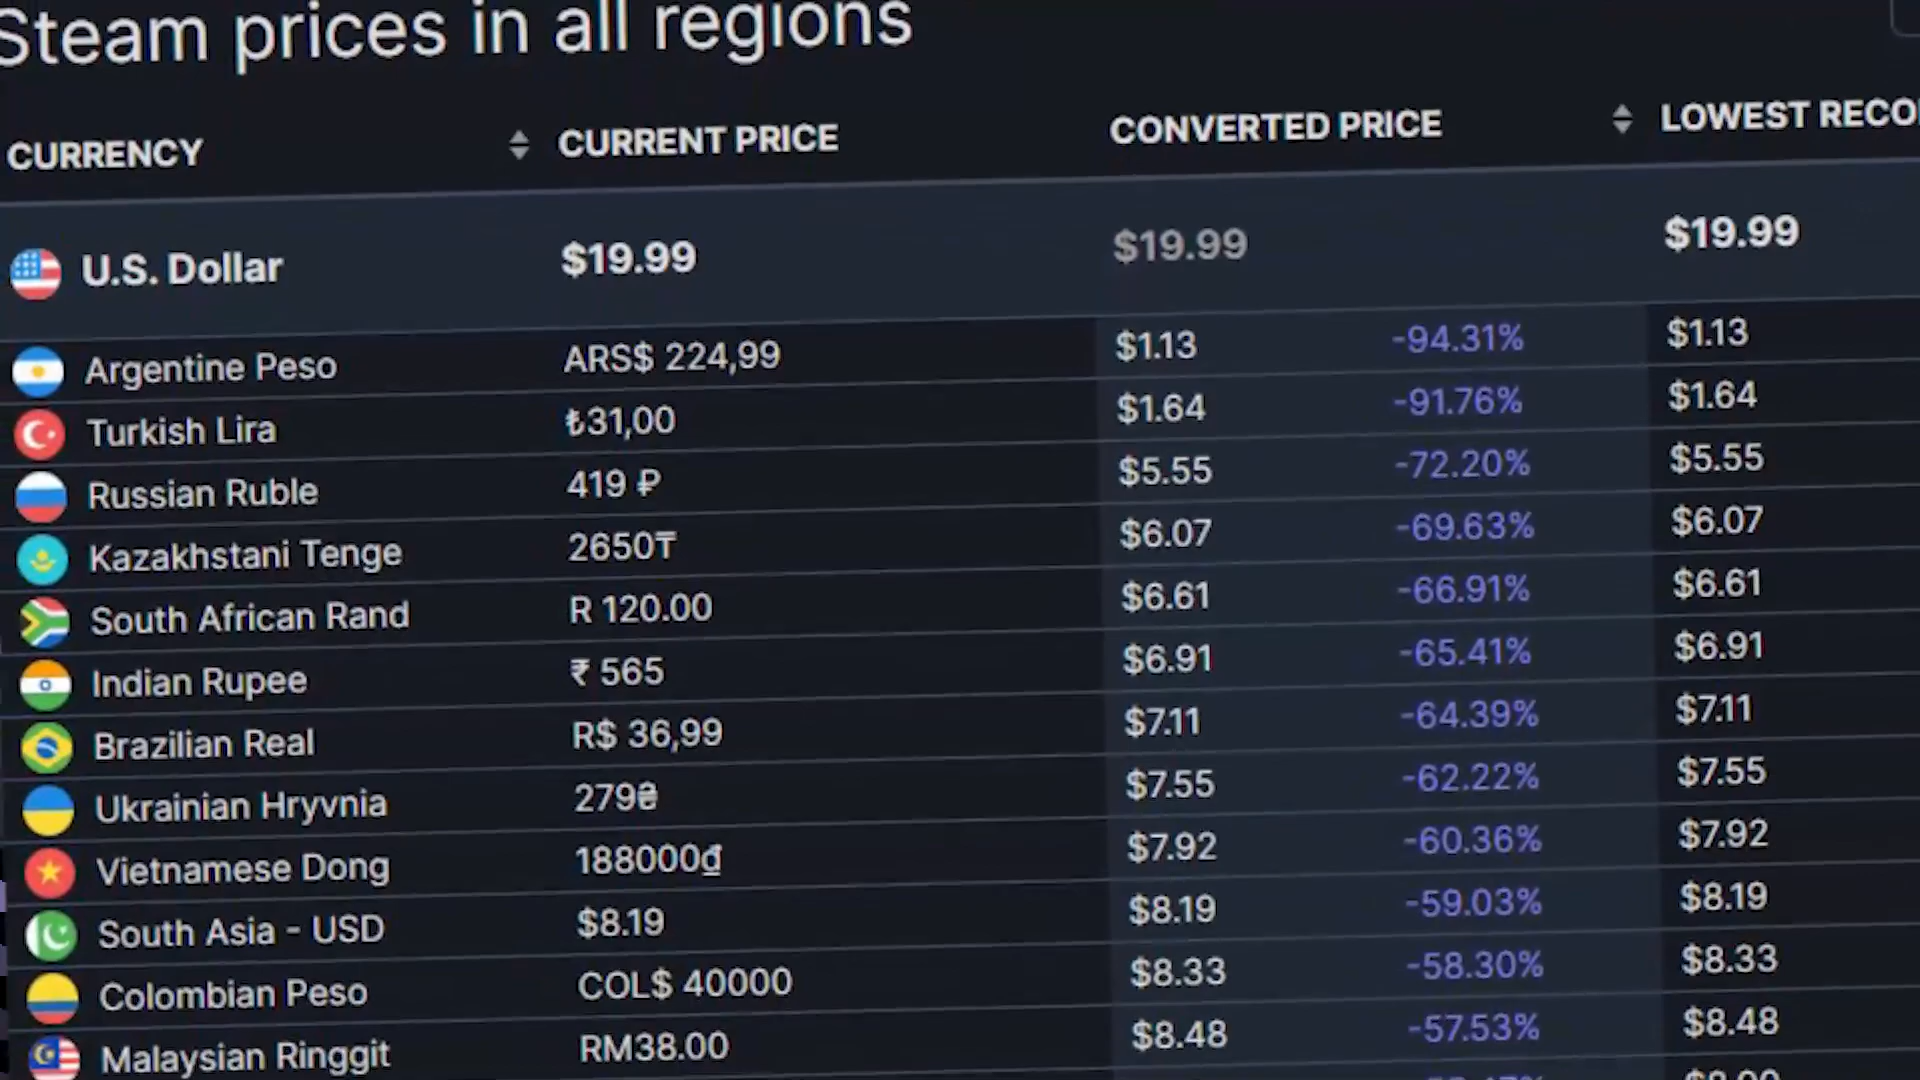 Steam prices in all regions
CURRENCY CURRENT PRICE CONVERTED PRICE LOWEST RECO
U.S. Dollar $19.99 $19.99 $19.99
Argentine Peso ARS$ 224,99 $1.13 -94.31% $1.13
Turkish Lira ₺31,00 $1.64 -91.76% $1.64
Russian Ruble 419 ₽ $5.55 -72.20% $5.55
Kazakhstani Tenge 2650₸ $6.07 -69.63% $6.07
South African Rand R 120.00 $6.61 -66.91% $6.61
Indian Rupee ₹ 565 $6.91 -65.41% $6.91
Brazilian Real R$ 36,99 $7.11 -64.39% $7.11
Ukrainian Hryvnia 279₴ $7.55 -62.22% $7.55
Vietnamese Dong 188000₫ $7.92 -60.36% $7.92
South Asia - USD $8.19 $8.19 -59.03% $8.19
Colombian Peso COL$ 40000 $8.33 -58.30% $8.33
Malaysian Ringgit RM38.00 $8.48 -57.53% $8.48